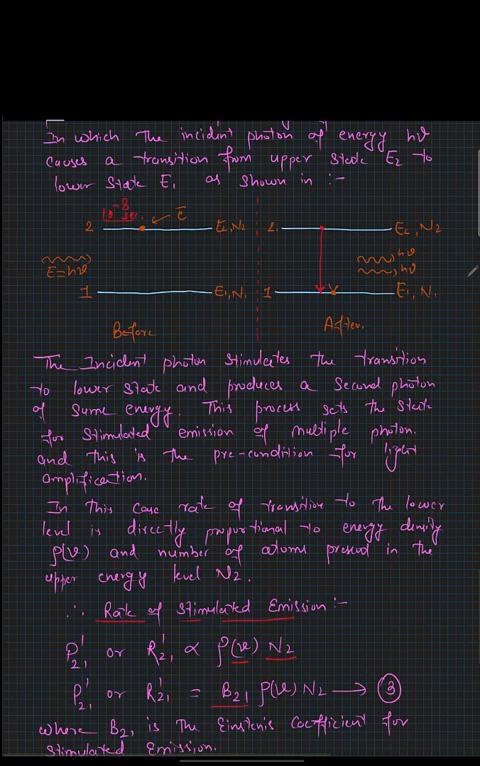 In which The incident photon of energy hν
causes a transition from upper state E2 to
lower state E1 as shown in :-
10^-8 sec.
2 E2, N2 2 E2, N2
E=hν hν
hν
1 E1, N1 1 E1, N1
Before After.
The Incident photon stimulates the transition
to lower state and produces a second photon
of same energy. This process sets the state
for stimulated emission of multiple photon.
and this is the pre-condition for light
amplification.
In this case rate of transition to the lower
level is directly proportional to energy density
ρ(ν) and number of atoms present in the
upper energy level N2.
∴ Rate of Stimulated Emission :-
P'21 or R'21 ∝ ρ(ν) N2
P'21 or R'21 = B21 ρ(ν) N2 → ③
where B21 is the Einstein's Coefficient for
Stimulated Emission.